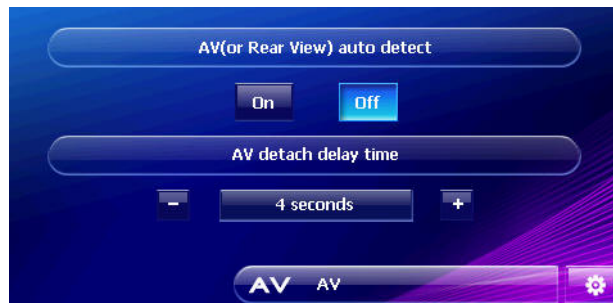 AV(or Rear View) auto detect
On Off
AV detach delay time
- 4 seconds +
AV AV